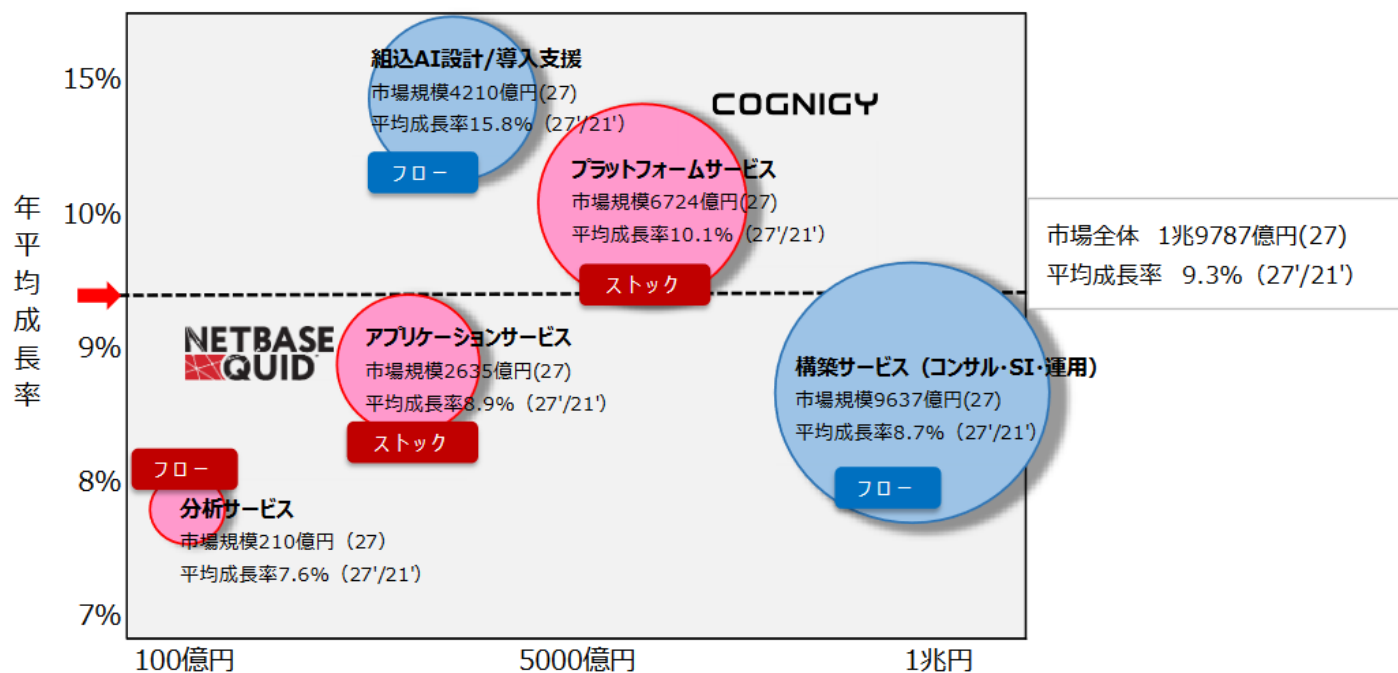 組込AI設計/導入支援
市場規模4210億円(27)
平均成長率15.8%（27'/21'）
フロー
COGNIGY
プラットフォームサービス
市場規模6724億円(27)
平均成長率10.1%（27'/21'）
ストック
市場全体 1兆9787億円(27)
平均成長率 9.3%（27'/21'）
NETBASE
QUID
アプリケーションサービス
市場規模2635億円(27)
平均成長率8.9%（27'/21'）
ストック
構築サービス（コンサル・SI・運用）
市場規模9637億円(27)
平均成長率8.7%（27'/21'）
フロー
フロー
分析サービス
市場規模210億円（27）
平均成長率7.6%（27'/21'）
年平均成長率
15%
10%
9%
8%
7%
100億円
5000億円
1兆円